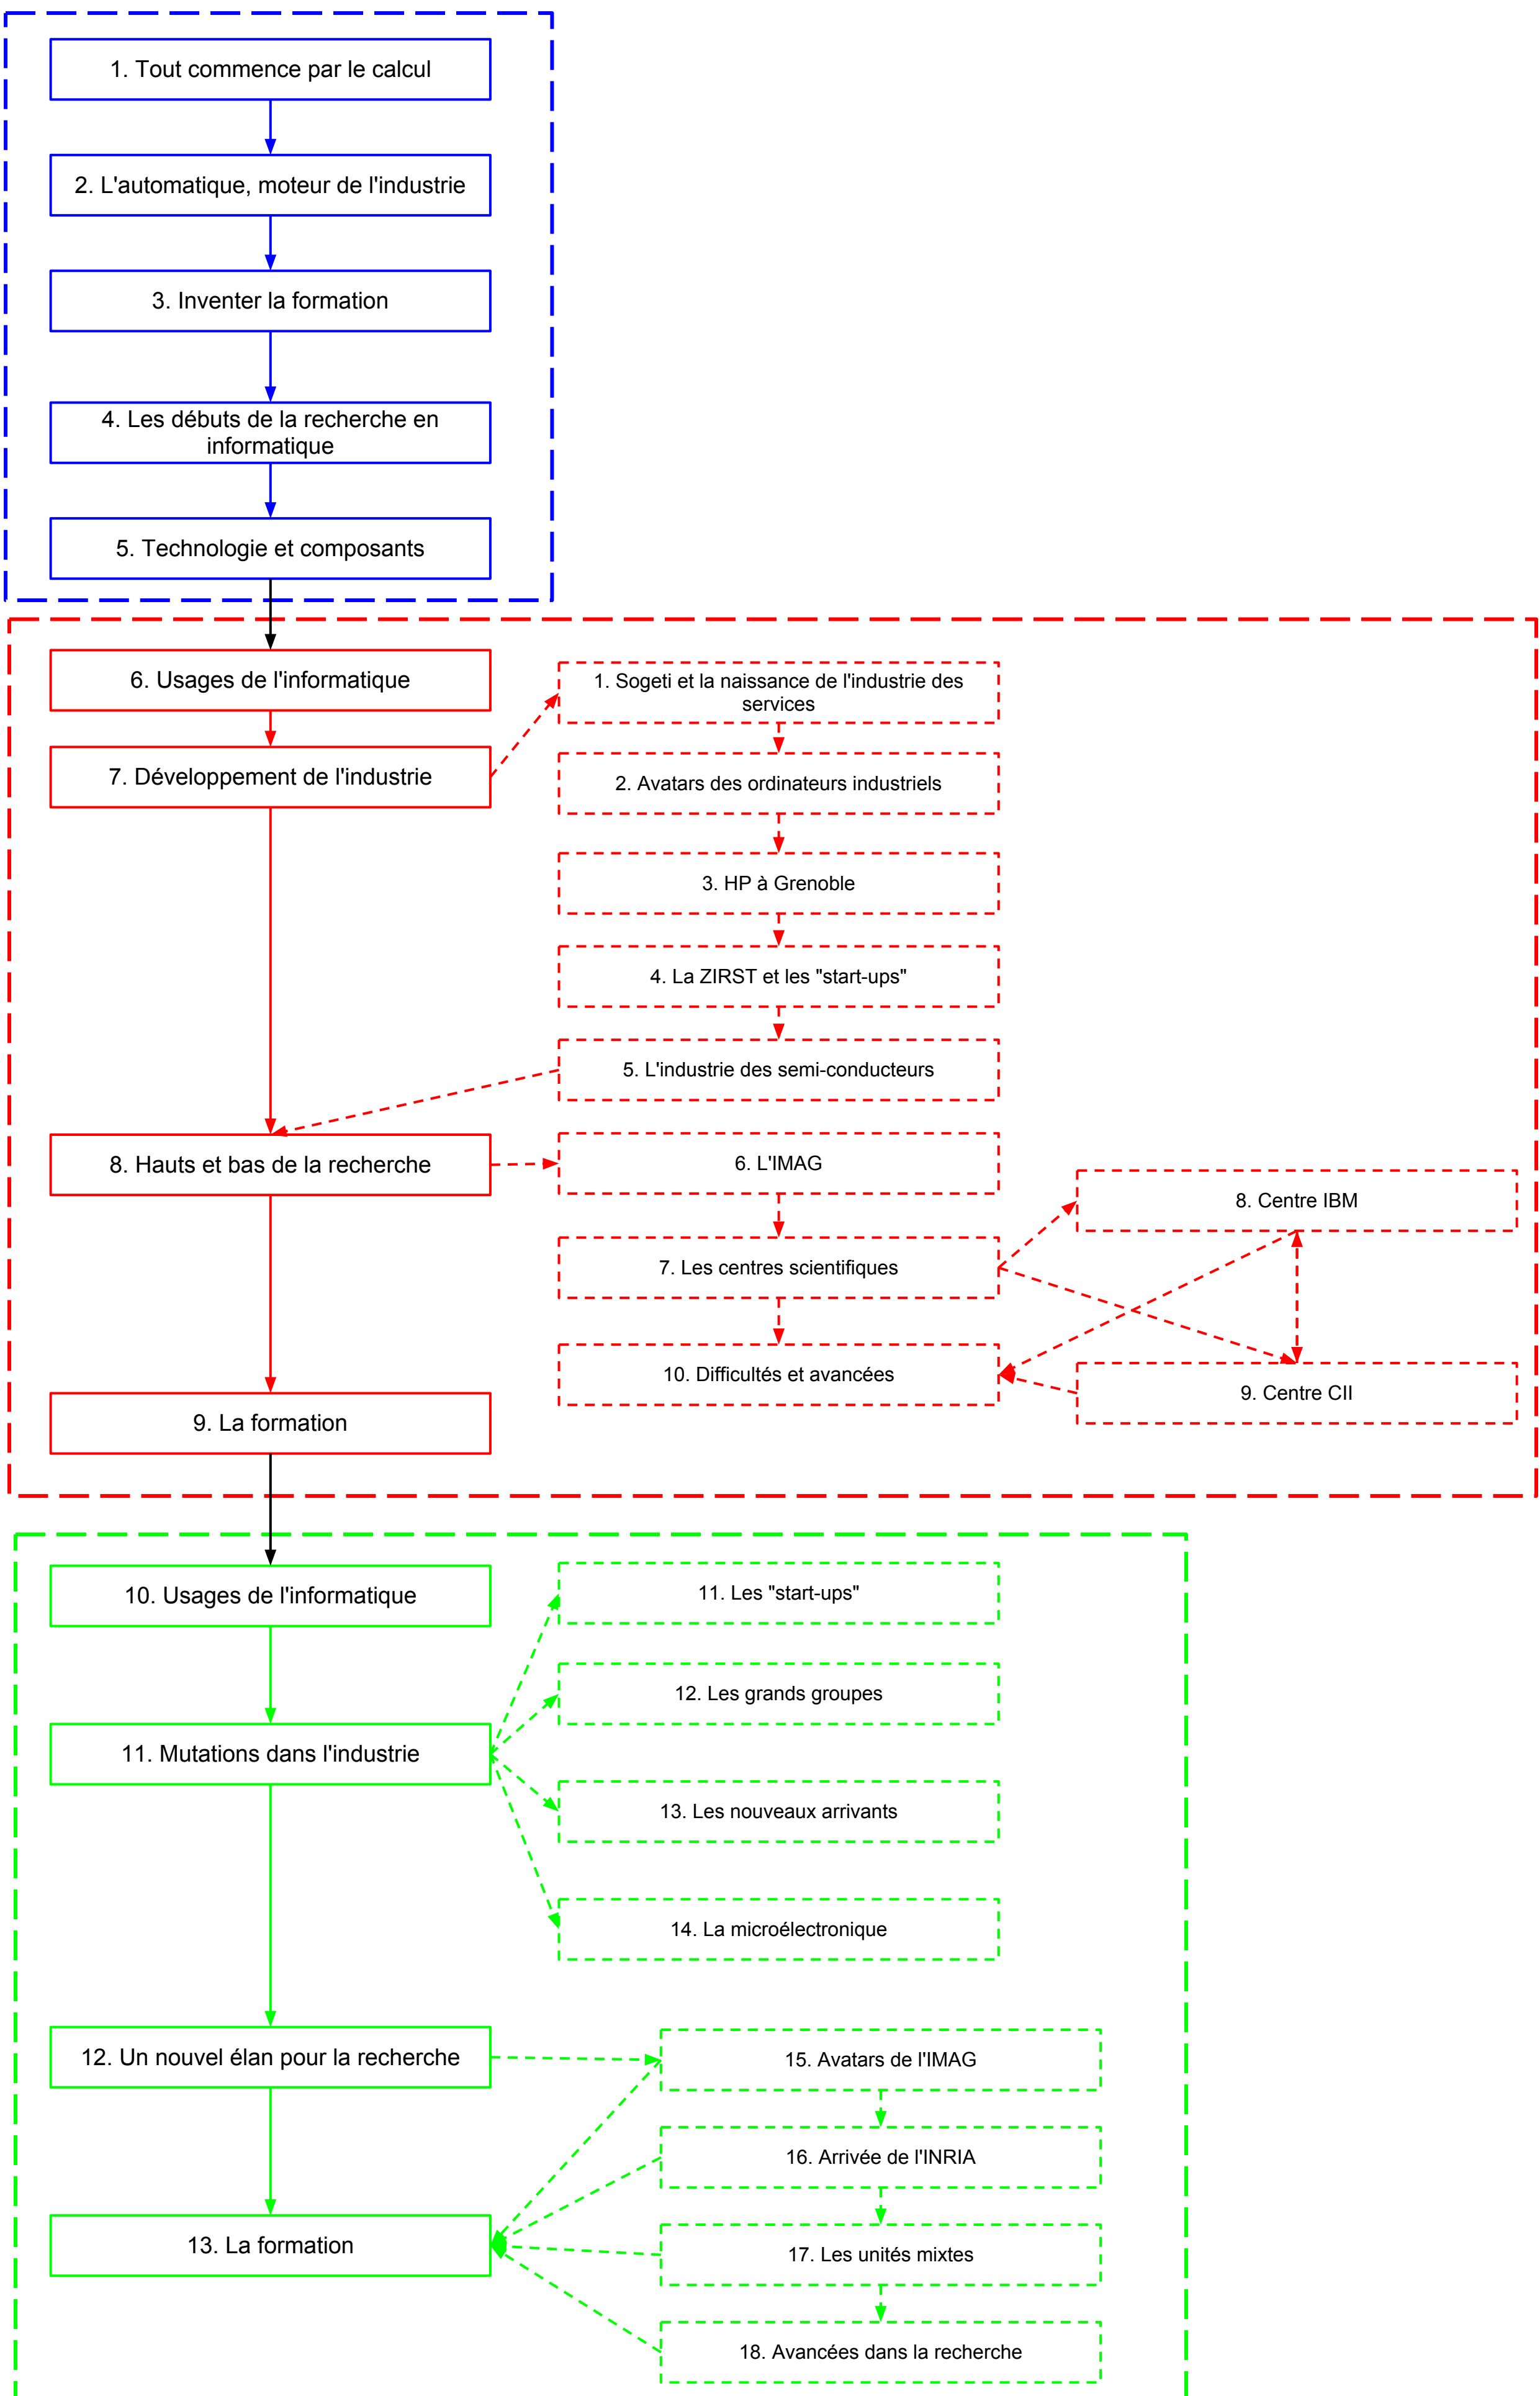 1. Tout commence par le calcul
2. L'automatique, moteur de l'industrie
3. Inventer la formation
4. Les débuts de la recherche en
informatique
5. Technologie et composants
6. Usages de l'informatique
1. Sogeti et la naissance de l'industrie des
services
7. Développement de l'industrie
2. Avatars des ordinateurs industriels
3. HP à Grenoble
4. La ZIRST et les "start-ups"
5. L'industrie des semi-conducteurs
8. Hauts et bas de la recherche
6. L'IMAG
8. Centre IBM
7. Les centres scientifiques
10. Difficultés et avancées
9. Centre CII
9. La formation
10. Usages de l'informatique
11. Les "start-ups"
12. Les grands groupes
11. Mutations dans l'industrie
13. Les nouveaux arrivants
14. La microélectronique
12. Un nouvel élan pour la recherche
15. Avatars de l'IMAG
16. Arrivée de l'INRIA
13. La formation
17. Les unités mixtes
18. Avancées dans la recherche